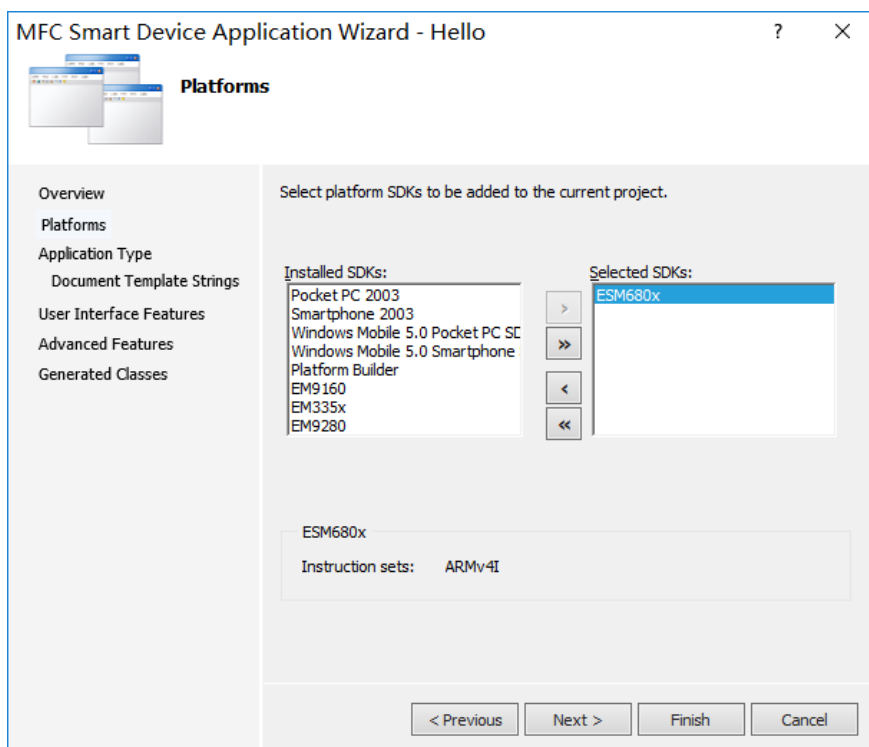 MFC Smart Device Application Wizard - Hello
?
Platforms
Overview
Platforms
Application Type
Document Template Strings
User Interface Features
Advanced Features
Generated Classes
Select platform SDKs to be added to the current project.
Installed SDKs:
Pocket PC 2003
Smartphone 2003
Windows Mobile 5.0 Pocket PC SD
Windows Mobile 5.0 Smartphone
Platform Builder
EM9160
EM335x
EM9280
>
»
<
«
Selected SDKs:
ESM680x
ESM680x
Instruction sets: ARMv4I
< Previous
Next >
Finish
Cancel